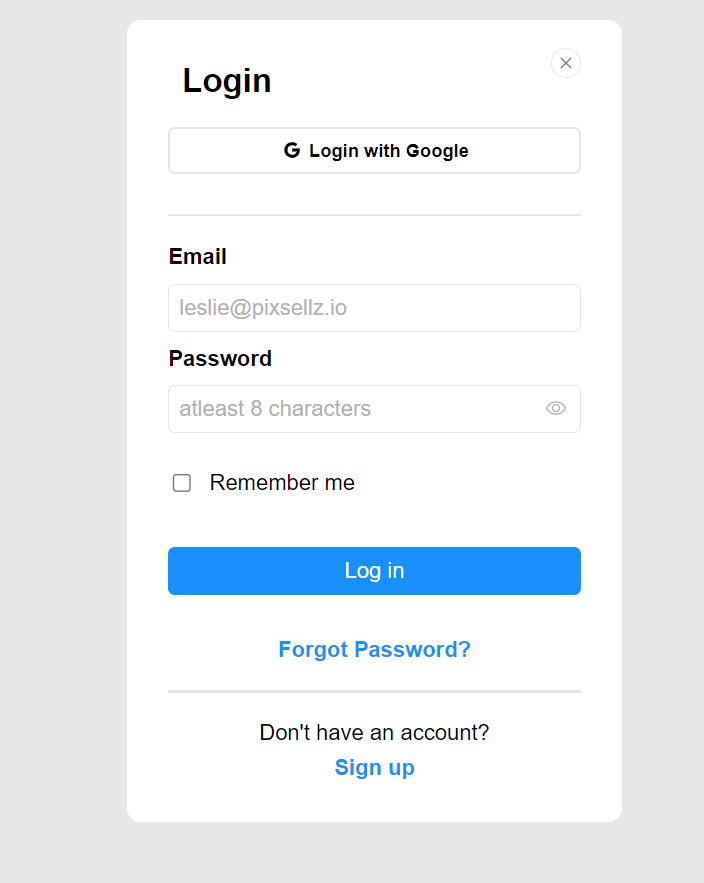 Login
Login with Google
Email
leslie@pixsellz.io
Password
atleast 8 characters
Remember me
Log in
Forgot Password?
Don't have an account?
Sign up